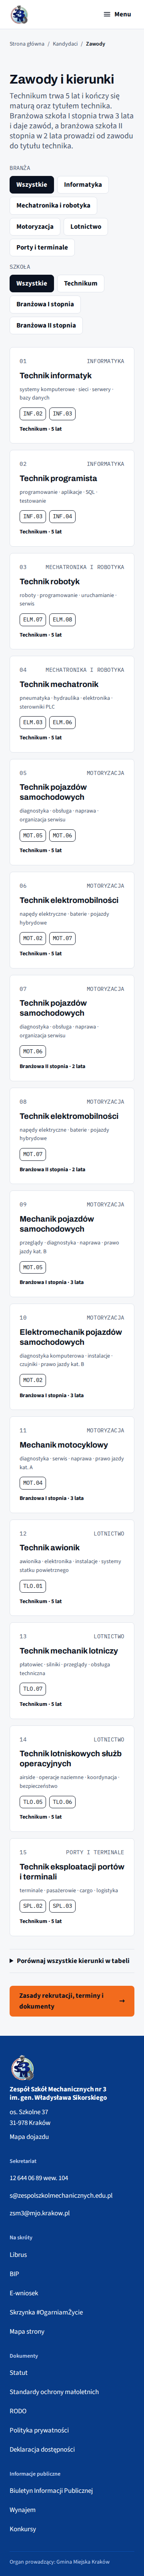 Menu
Strona główna / Kandydaci / Zawody
Zawody i kierunki
Technikum trwa 5 lat i kończy się
maturą oraz tytułem technika.
Branżowa szkoła I stopnia trwa 3 lata
i daje zawód, a branżowa szkoła II
stopnia w 2 lata dopełnia zawód do
tytułu technika.
BRANŻA
Wszystkie
Informatyka
Mechatronika i robotyka
Motoryzacja
Lotnictwo
Porty i terminale
SZKOŁA
Wszystkie
Technikum
Branżowa I stopnia
Branżowa II stopnia
01 INFORMATYKA
Technik informatyk
systemy komputerowe · sieci · serwery ·
bazy danych
INF.02 INF.03
Technikum · 5 lat
02 INFORMATYKA
Technik programista
programowanie · aplikacje · SQL ·
testowanie
INF.03 INF.04
Technikum · 5 lat
03 MECHATRONIKA I ROBOTYKA
Technik robotyk
roboty · programowanie · uruchamianie ·
serwis
ELM.07 ELM.08
Technikum · 5 lat
04 MECHATRONIKA I ROBOTYKA
Technik mechatronik
pneumatyka · hydraulika · elektronika ·
sterowniki PLC
ELM.03 ELM.06
Technikum · 5 lat
05 MOTORYZACJA
Technik pojazdów
samochodowych
diagnostyka · obsługa · naprawa ·
organizacja serwisu
MOT.05 MOT.06
Technikum · 5 lat
06 MOTORYZACJA
Technik elektromobilności
napędy elektryczne · baterie · pojazdy
hybrydowe
MOT.02 MOT.07
Technikum · 5 lat
07 MOTORYZACJA
Technik pojazdów
samochodowych
diagnostyka · obsługa · naprawa ·
organizacja serwisu
MOT.06
Branżowa II stopnia · 2 lata
08 MOTORYZACJA
Technik elektromobilności
napędy elektryczne · baterie · pojazdy
hybrydowe
MOT.07
Branżowa II stopnia · 2 lata
09 MOTORYZACJA
Mechanik pojazdów
samochodowych
przeglądy · diagnostyka · naprawa · prawo
jazdy kat. B
MOT.05
Branżowa I stopnia · 3 lata
10 MOTORYZACJA
Elektromechanik pojazdów
samochodowych
diagnostyka komputerowa · instalacje ·
czujniki · prawo jazdy kat. B
MOT.02
Branżowa I stopnia · 3 lata
11 MOTORYZACJA
Mechanik motocyklowy
diagnostyka · serwis · naprawa · prawo jazdy
kat. A
MOT.04
Branżowa I stopnia · 3 lata
12 LOTNICTWO
Technik awionik
awionika · elektronika · instalacje · systemy
statku powietrznego
TLO.01
Technikum · 5 lat
13 LOTNICTWO
Technik mechanik lotniczy
płatowiec · silniki · przeglądy · obsługa
techniczna
TLO.07
Technikum · 5 lat
14 LOTNICTWO
Technik lotniskowych służb
operacyjnych
airside · operacje naziemne · koordynacja ·
bezpieczeństwo
TLO.05 TLO.06
Technikum · 5 lat
15 PORTY I TERMINALE
Technik eksploatacji portów
i terminali
terminale · pasażerowie · cargo · logistyka
SPL.02 SPL.03
Technikum · 5 lat
Porównaj wszystkie kierunki w tabeli
Zasady rekrutacji, terminy i
dokumenty →
Zespół Szkół Mechanicznych nr 3
im. gen. Władysława Sikorskiego
os. Szkolne 37
31-978 Kraków
Mapa dojazdu
Sekretariat
12 644 06 89 wew. 104
s@zespolszkolmechanicznych.edu.pl
zsm3@mjo.krakow.pl
Na skróty
Librus
BIP
E-wniosek
Skrzynka #OgarniamŻycie
Mapa strony
Dokumenty
Statut
Standardy ochrony małoletnich
RODO
Polityka prywatności
Deklaracja dostępności
Informacje publiczne
Biuletyn Informacji Publicznej
Wynajem
Konkursy
Organ prowadzący: Gmina Miejska Kraków